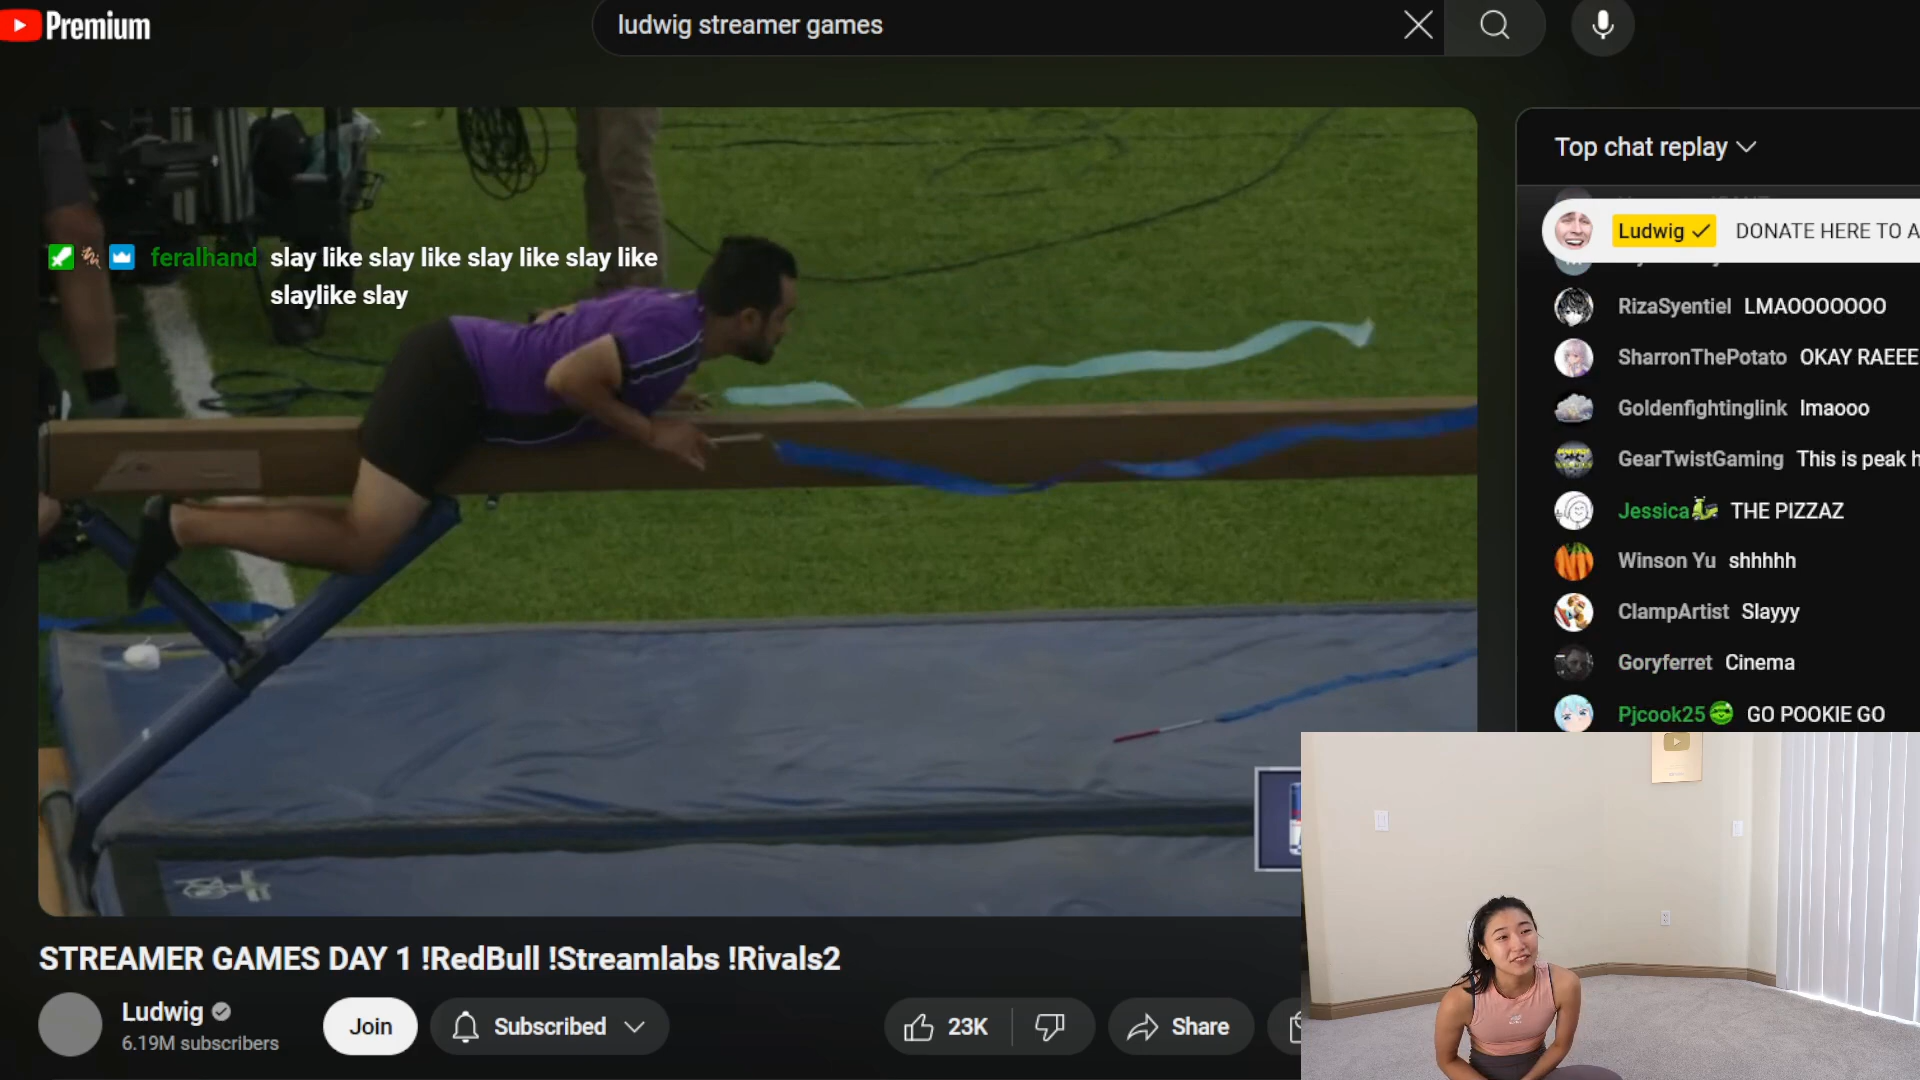 Premium
ludwig streamer games
Top chat replay
Ludwig DONATE HERE TO A
feralhand slay like slay like slay like slay like
slaylike slay
RizaSyentiel LMAOOOOOOO
SharronThePotato OKAY RAEEE
Goldenfightinglink lmaooo
GearTwistGaming This is peak h
Jessica THE PIZZAZ
Winson Yu shhhhh
ClampArtist Slayyy
Goryferret Cinema
Pjcook25 GO POOKIE GO
STREAMER GAMES DAY 1 !RedBull !Streamlabs !Rivals2
Ludwig
6.19M subscribers
Join
Subscribed
23K
Share